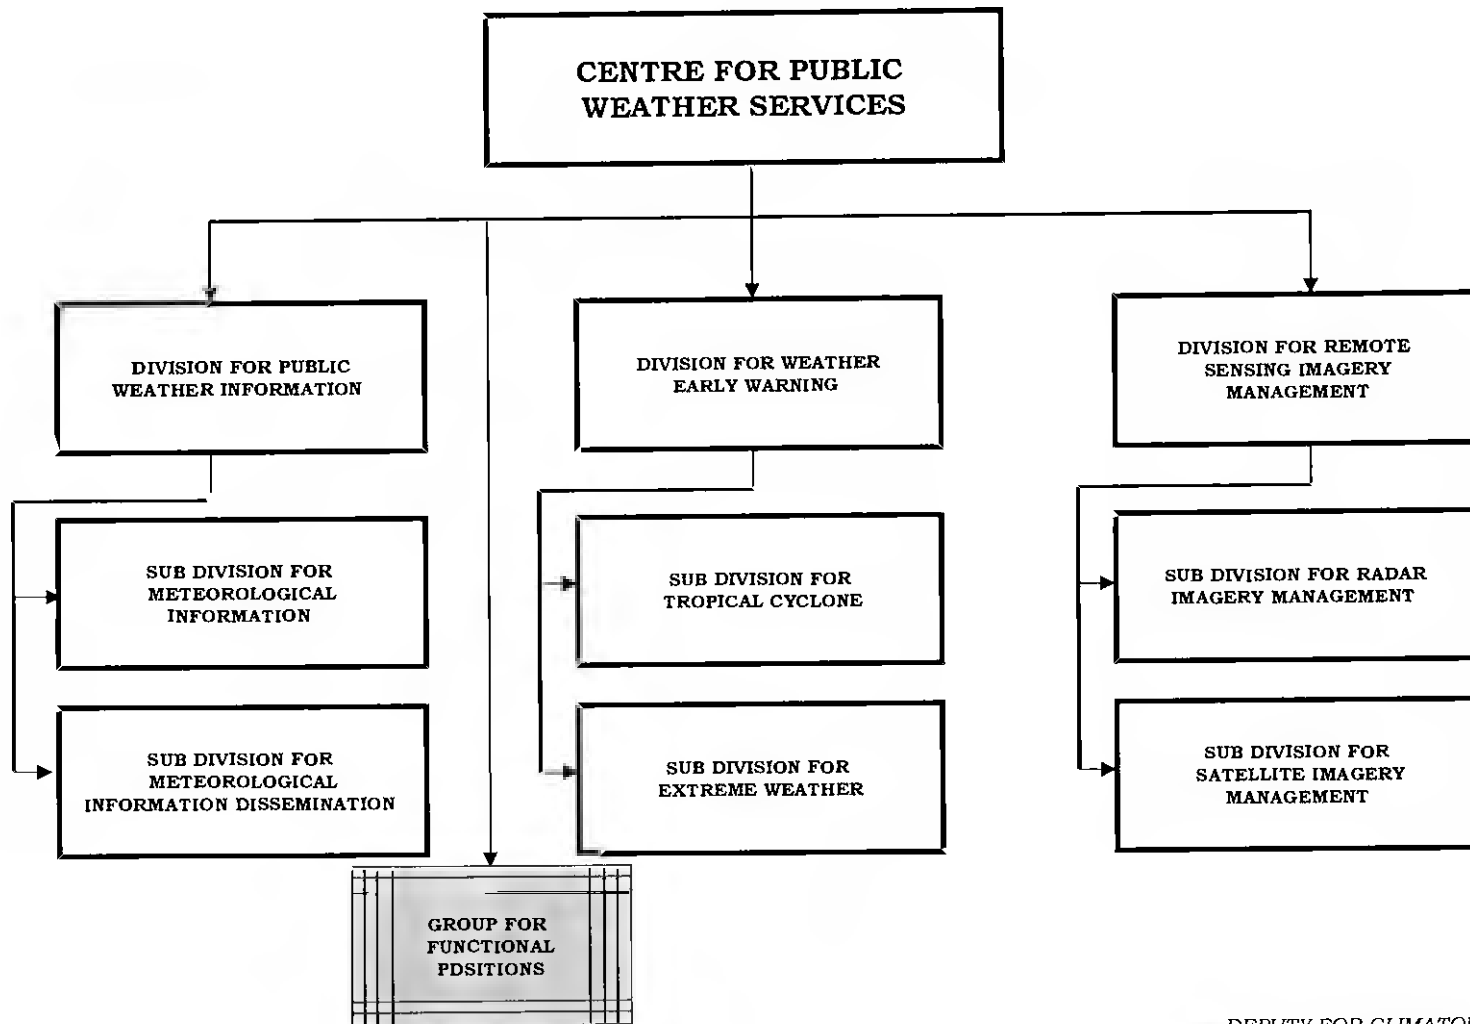 CENTRE FOR PUBLIC
WEATHER SERVICES
DIVISION FOR PUBLIC
WEATHER INFORMATION
DIVISION FOR WEATHER
EARLY WARNING
DIVISION FOR REMOTE
SENSING IMAGERY
MANAGEMENT
SUB DIVISION FOR
METEOROLOGICAL
INFORMATION
SUB DIVISION FOR
TROPICAL CYCLONE
SUB DIVISION FOR RADAR
IMAGERY MANAGEMENT
SUB DIVISION FOR
METEOROLOGICAL
INFORMATION DISSEMINATION
SUB DIVISION FOR
EXTREME WEATHER
SUB DIVISION FOR
SATELLITE IMAGERY
MANAGEMENT
GROUP FOR
FUNCTIONAL
PDSITIONS
DEPUTY FOR